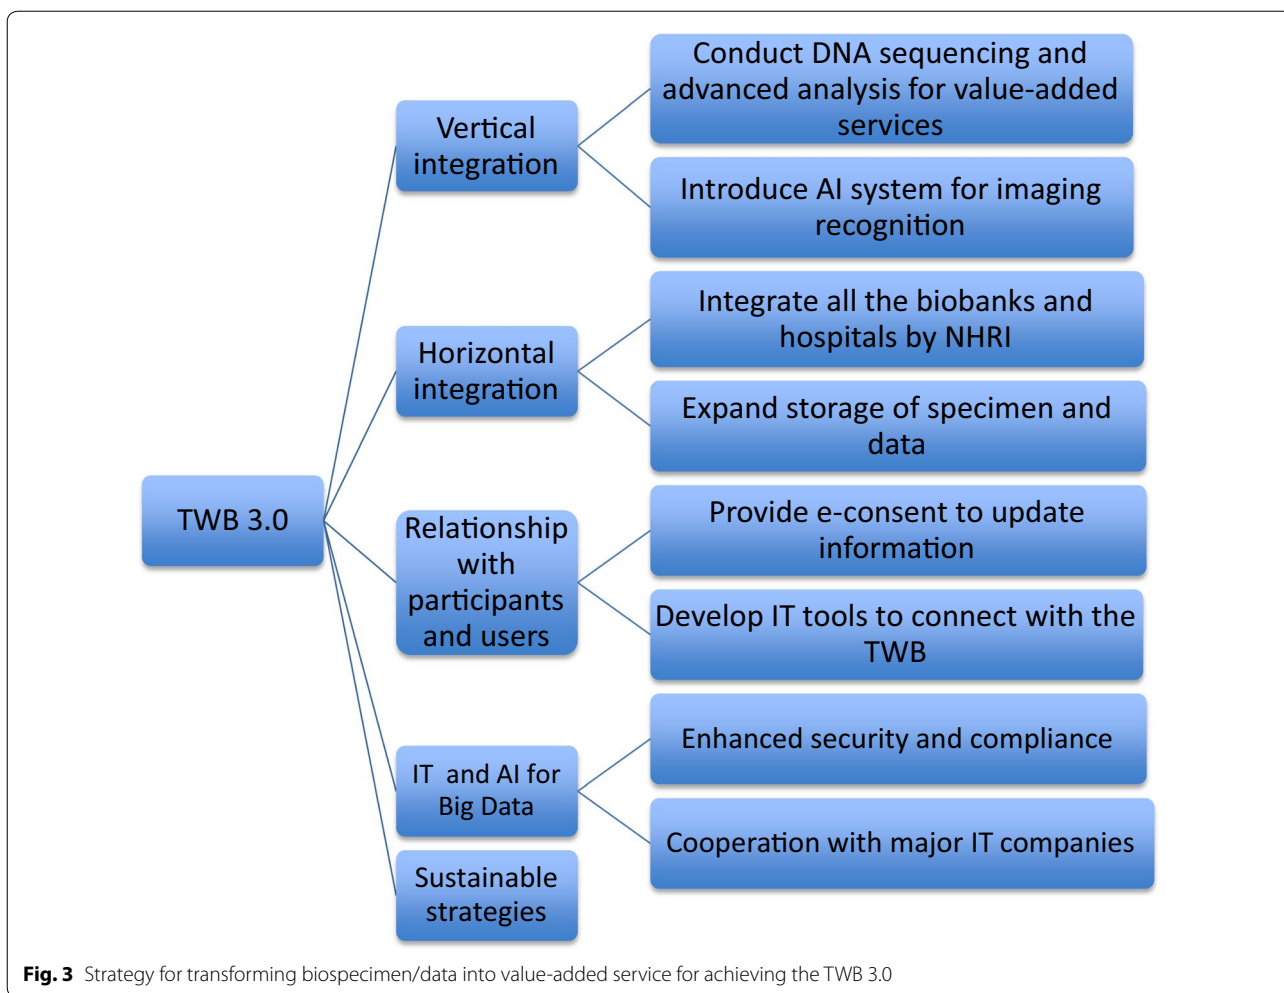 TWB 3.0
Vertical
integration
Conduct DNA sequencing and
advanced analysis for value-added
services
Introduce AI system for imaging
recognition
Horizontal
integration
Integrate all the biobanks and
hospitals by NHRI
Expand storage of specimen and
data
Relationship
with
participants
and users
Provide e-consent to update
information
Develop IT tools to connect with the
TWB
IT and AI for
Big Data
Enhanced security and compliance
Cooperation with major IT companies
Sustainable
strategies
Fig. 3 Strategy for transforming biospecimen/data into value-added service for achieving the TWB 3.0